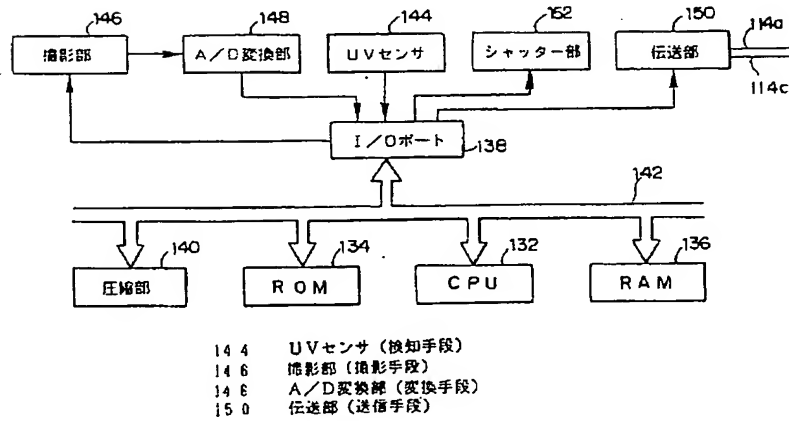 146
148
144
152
150
撮影部
A/D変換部
UVセンサ
シャッター部
伝送部
114a
114c
I/Oポート
138
142
140
134
132
136
圧縮部
ROM
CPU
RAM
144 UVセンサ(検知手段)
146 撮影部(撮影手段)
148 A/D変換部(変換手段)
150 伝送部(送信手段)